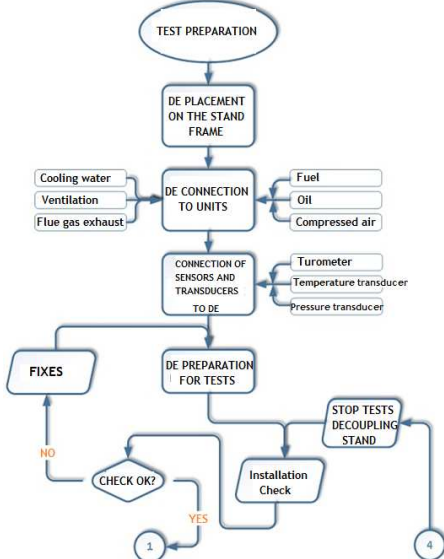 TEST PREPARATION
DE PLACEMENT
ON THE STAND
FRAME
Cooling water
Ventilation
Flue gas exhaust
DE CONNECTION
TO UNITS
Fuel
Oil
Compressed air
CONNECTION OF
SENSORS AND
TRANSDUCERS
TO DE
Turometer
Temperature transducer
Pressure transducer
FIXES
DE PREPARATION
FOR TESTS
STOP TESTS
DECOUPLING
STAND
NO
CHECK OK?
Installation
Check
YES
1
4